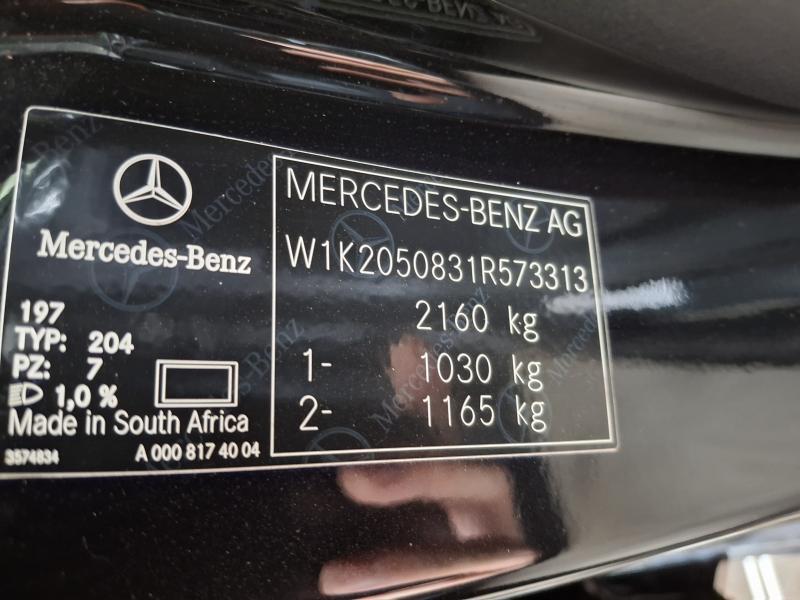 Mercedes-Benz
197
TYP: 204
PZ: 7
1,0 %
Made in South Africa
3574834
A 000 817 40 04
MERCEDES-BENZ AG
W1K2050831R573313
2160 kg
1- 1030 kg
2- 1165 kg